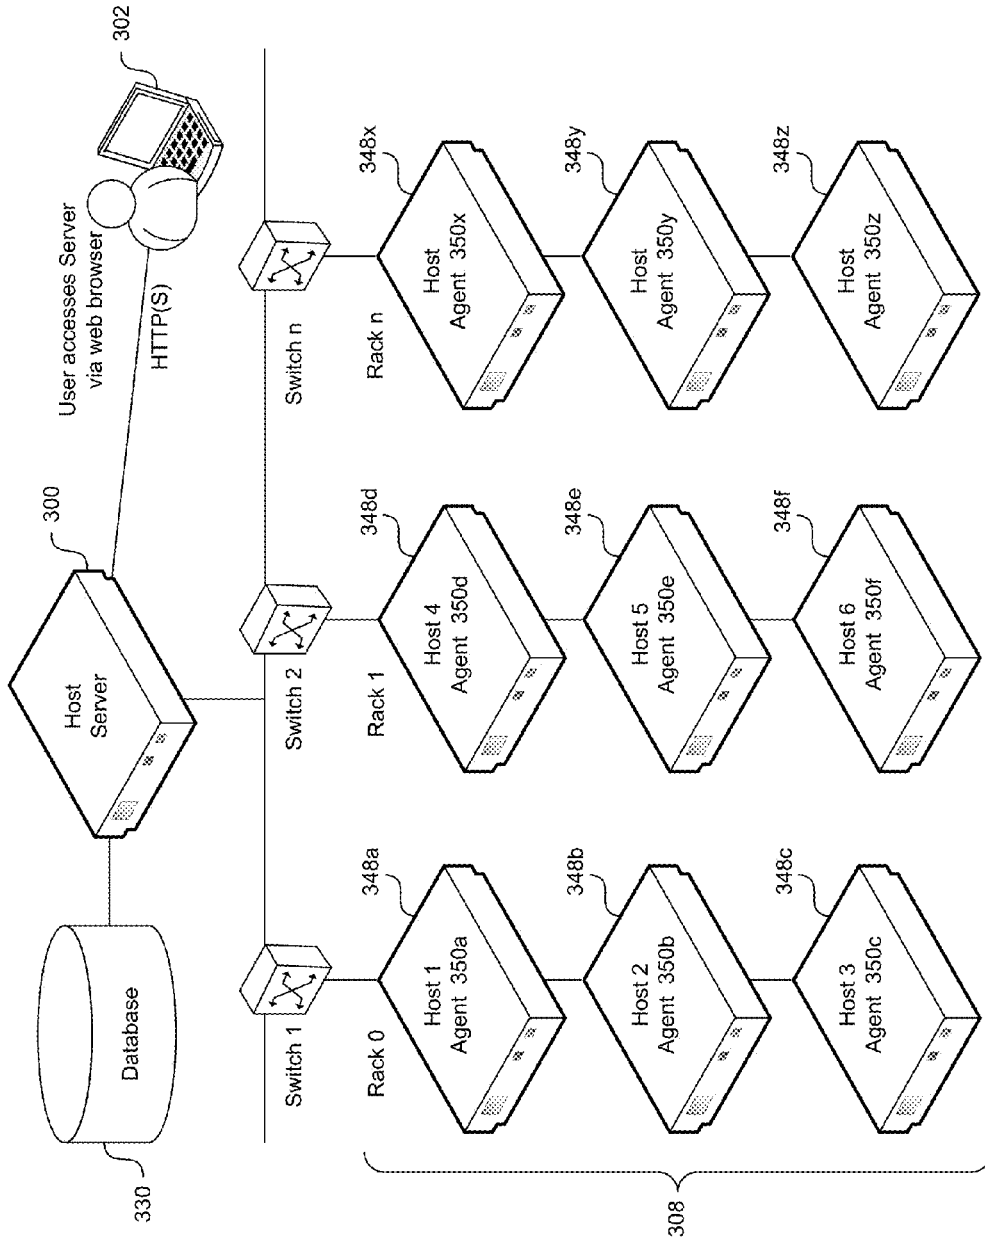 302
User accesses Server
via web browser
HTTP(S)
300
Host
Server
Database
330
Switch 1
Switch 2
Switch n
Rack 0
Rack 1
Rack n
348a
Host 1
Agent 350a
348d
Host 4
Agent 350d
348x
Host
Agent 350x
348b
Host 2
Agent 350b
348e
Host 5
Agent 350e
348y
Host
Agent 350y
348c
Host 3
Agent 350c
348f
Host 6
Agent 350f
348z
Host
Agent 350z
308